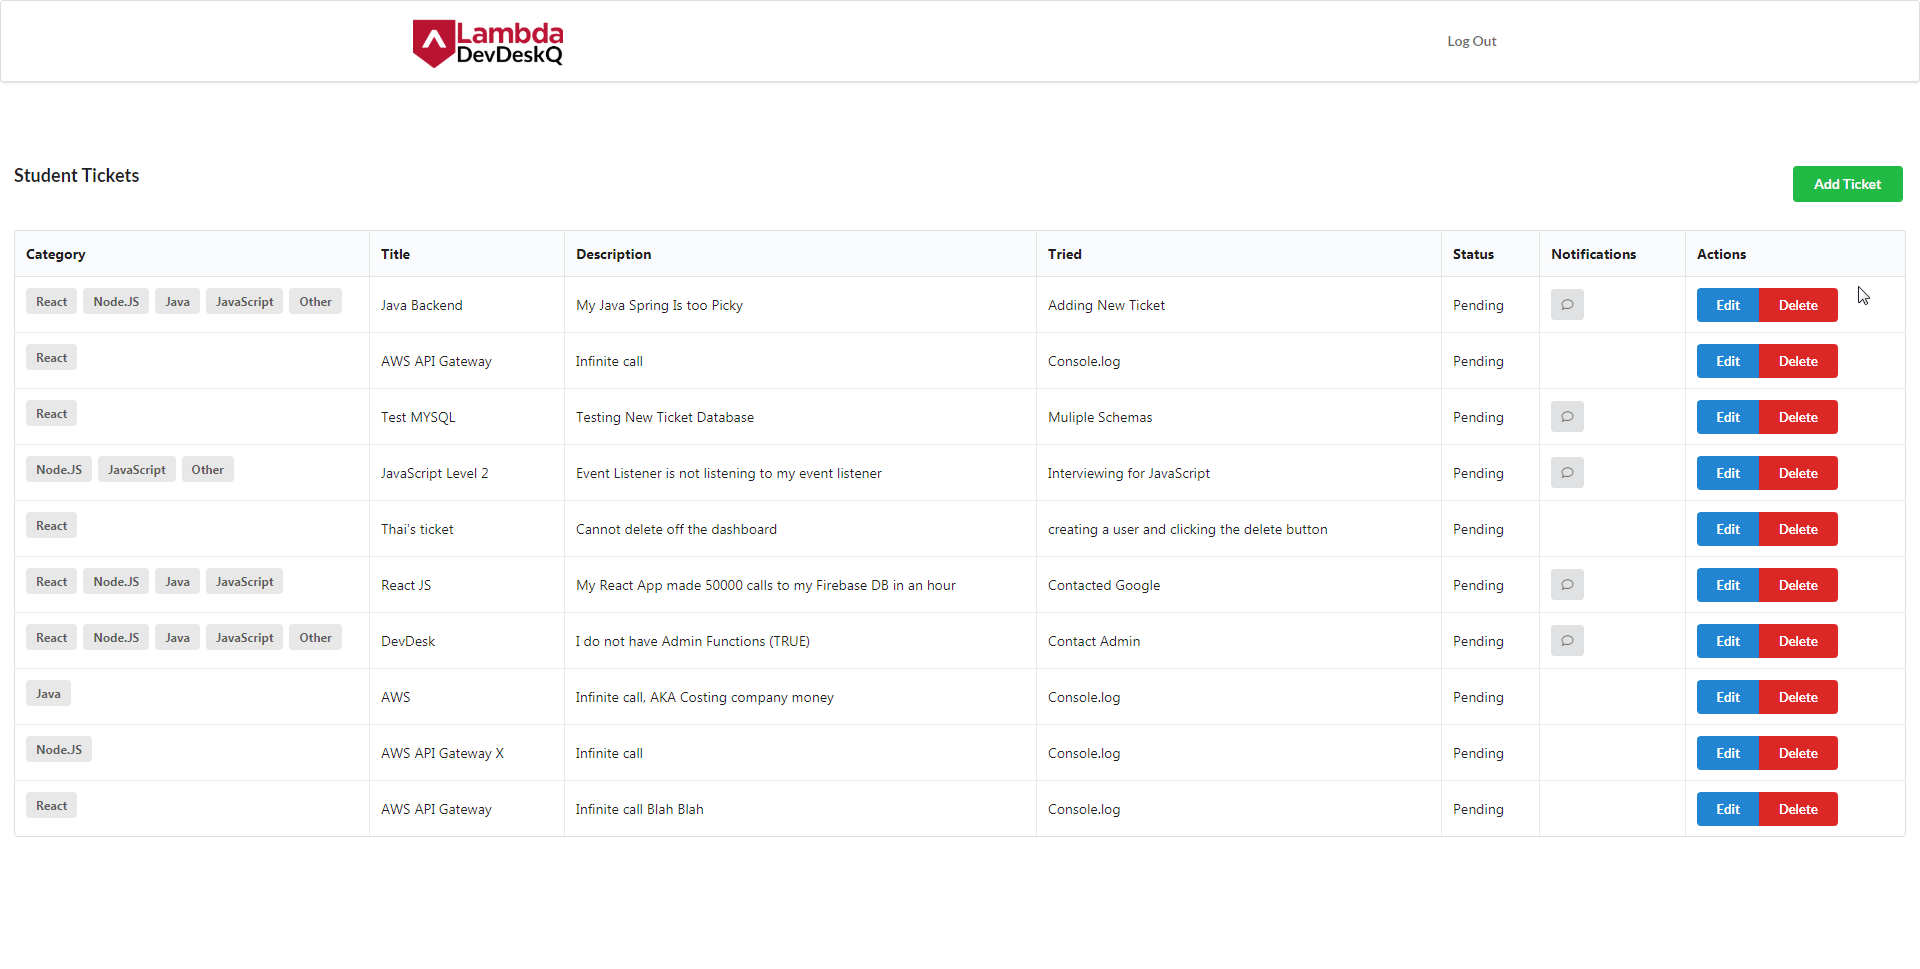 Lambda
DevDeskQ
Log Out
Student Tickets
Add Ticket
Category Title Description Tried Status Notifications Actions
React Node.JS Java JavaScript Other Java Backend My Java Spring Is too Picky Adding New Ticket Pending Edit Delete
React AWS API Gateway Infinite call Console.log Pending Edit Delete
React Test MYSQL Testing New Ticket Database Muliple Schemas Pending Edit Delete
Node.JS JavaScript Other JavaScript Level 2 Event Listener is not listening to my event listener Interviewing for JavaScript Pending Edit Delete
React Thai's ticket Cannot delete off the dashboard creating a user and clicking the delete button Pending Edit Delete
React Node.JS Java JavaScript React JS My React App made 50000 calls to my Firebase DB in an hour Contacted Google Pending Edit Delete
React Node.JS Java JavaScript Other DevDesk I do not have Admin Functions (TRUE) Contact Admin Pending Edit Delete
Java AWS Infinite call, AKA Costing company money Console.log Pending Edit Delete
Node.JS AWS API Gateway X Infinite call Console.log Pending Edit Delete
React AWS API Gateway Infinite call Blah Blah Console.log Pending Edit Delete